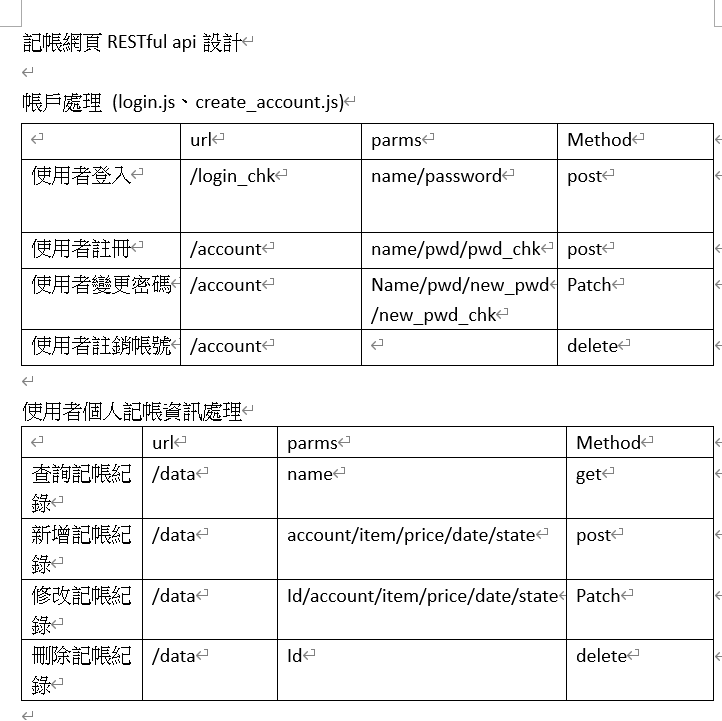 記帳網頁 RESTful api 設計
帳戶處理 (login.js、create_account.js)
url parms Method
使用者登入 /login_chk name/password post
使用者註冊 /account name/pwd/pwd_chk post
使用者變更密碼 /account Name/pwd/new_pwd Patch
/new_pwd_chk
使用者註銷帳號 /account delete
使用者個人記帳資訊處理
url parms Method
查詢記帳紀 /data name get
錄
新增記帳紀 /data account/item/price/date/state post
錄
修改記帳紀 /data Id/account/item/price/date/state Patch
錄
刪除記帳紀 /data Id delete
錄